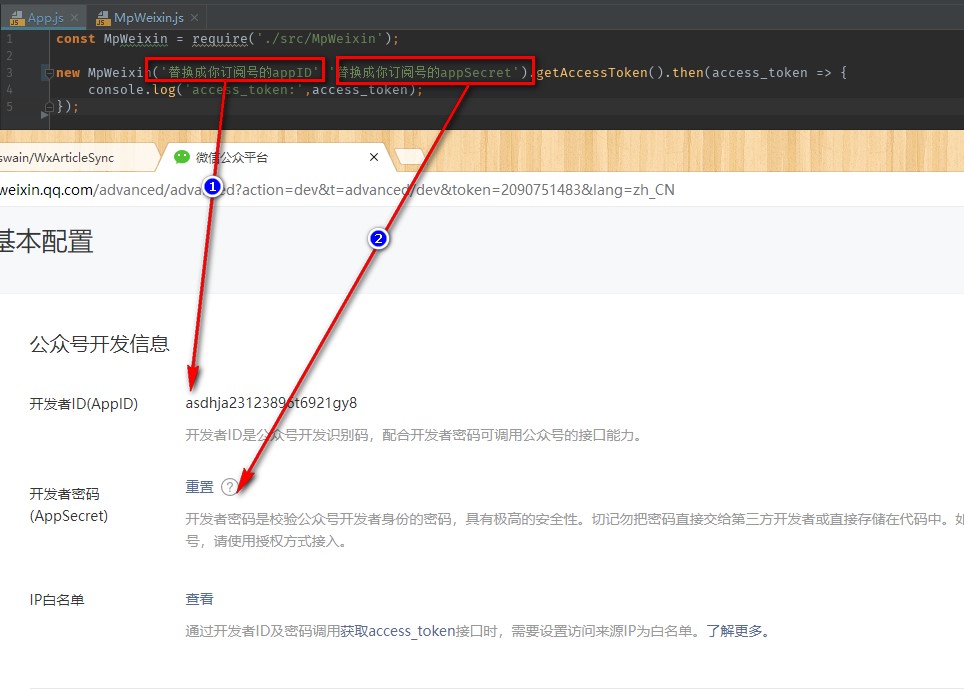 App.js
MpWeixin.js
1 const MpWeixin = require('./src/MpWeixin');
2
3 new MpWeixin('替换成你订阅号的appID' '替换成你订阅号的appSecret').getAccessToken().then(access_token => {
4 console.log('access_token:',access_token);
5 });
swain/WxArticleSync
微信公众平台
weixin.qq.com/advanced/advanced?action=dev&t=advanced/dev&token=2090751483&lang=zh_CN
1
2
基本配置
公众号开发信息
开发者ID(AppID)
asdhja2312389ot6921gy8
开发者ID是公众号开发识别码，配合开发者密码可调用公众号的接口能力。
开发者密码
(AppSecret)
重置 ?
开发者密码是校验公众号开发者身份的密码，具有极高的安全性。切记勿把密码直接交给第三方开发者或直接存储在代码中。如
号，请使用授权方式接入。
IP白名单
查看
通过开发者ID及密码调用获取access_token接口时，需要设置访问来源IP为白名单。了解更多。